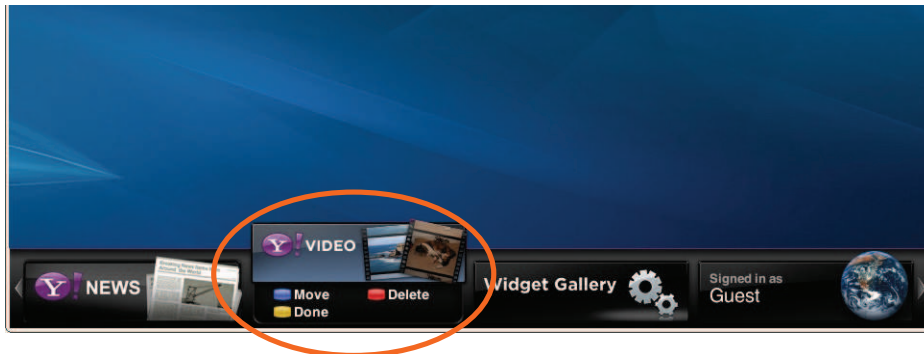 Y! VIDEO
Y! NEWS
Move
Delete
Done
Widget Gallery
Signed in as
Guest